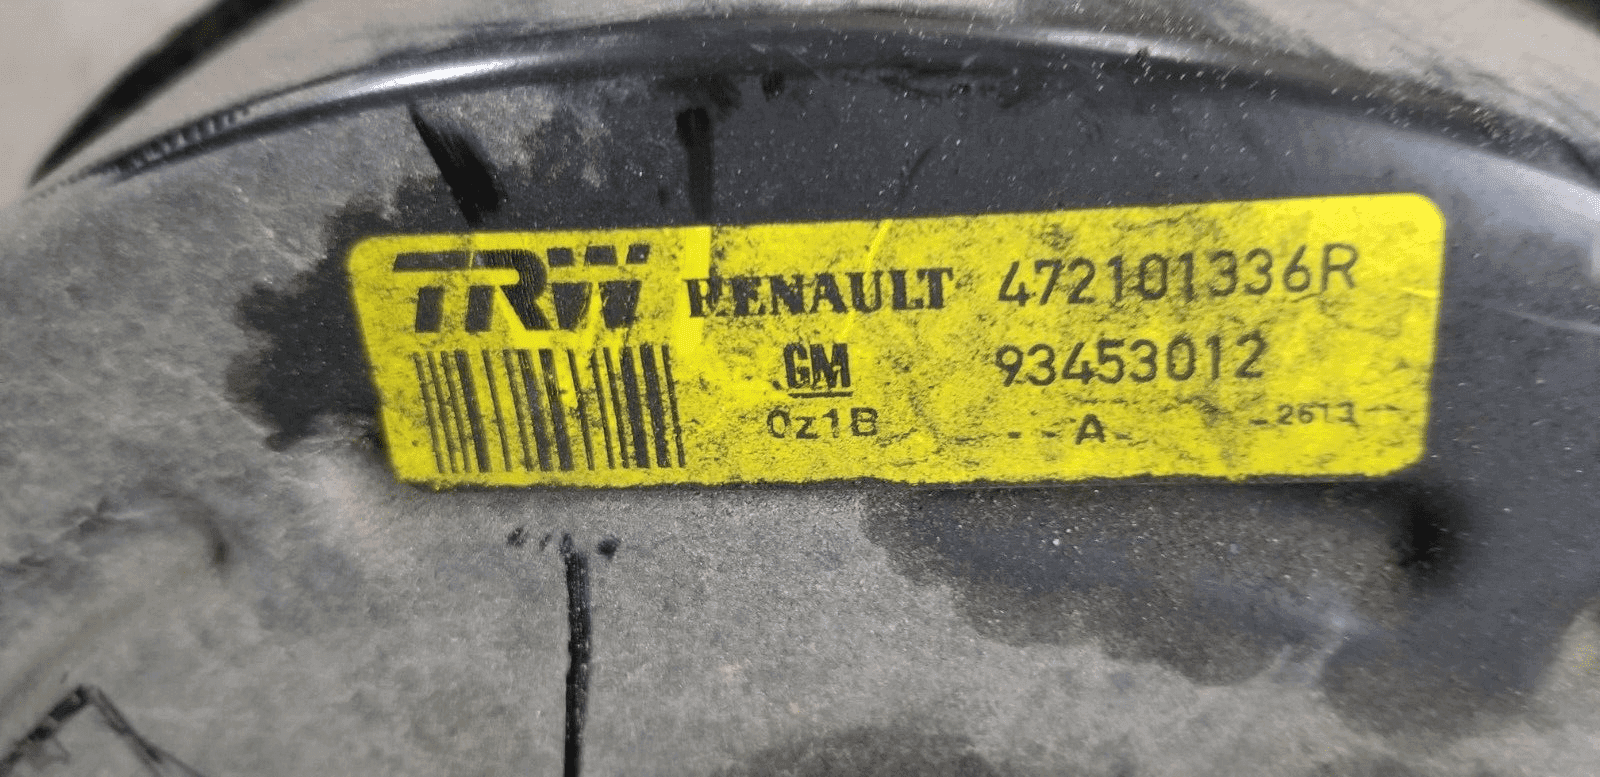 TRW RENAULT 472101336R
GM 93453012
0z1B - - A - - 2613 -